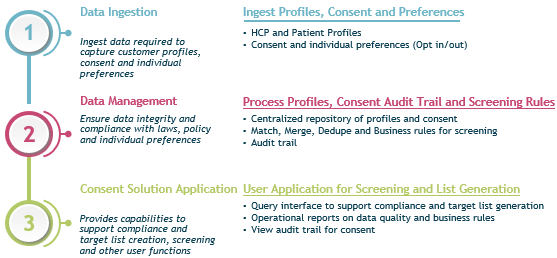 1
Data Ingestion
Ingest data required to
capture customer profiles,
consent and individual
preferences
Ingest Profiles, Consent and Preferences
• HCP and Patient Profiles
• Consent and individual preferences (Opt in/out)
2
Data Management
Ensure data integrity and
compliance with laws, policy
and individual preferences
Process Profiles, Consent Audit Trail and Screening Rules
• Centralized repository of profiles and consent
• Match, Merge, Dedupe and Business rules for screening
• Audit trail
3
Consent Solution Application
Provides capabilities to
support compliance and
target list creation, screening
and other user functions
User Application for Screening and List Generation
• Query interface to support compliance and target list generation
• Operational reports on data quality and business rules
• View audit trail for consent